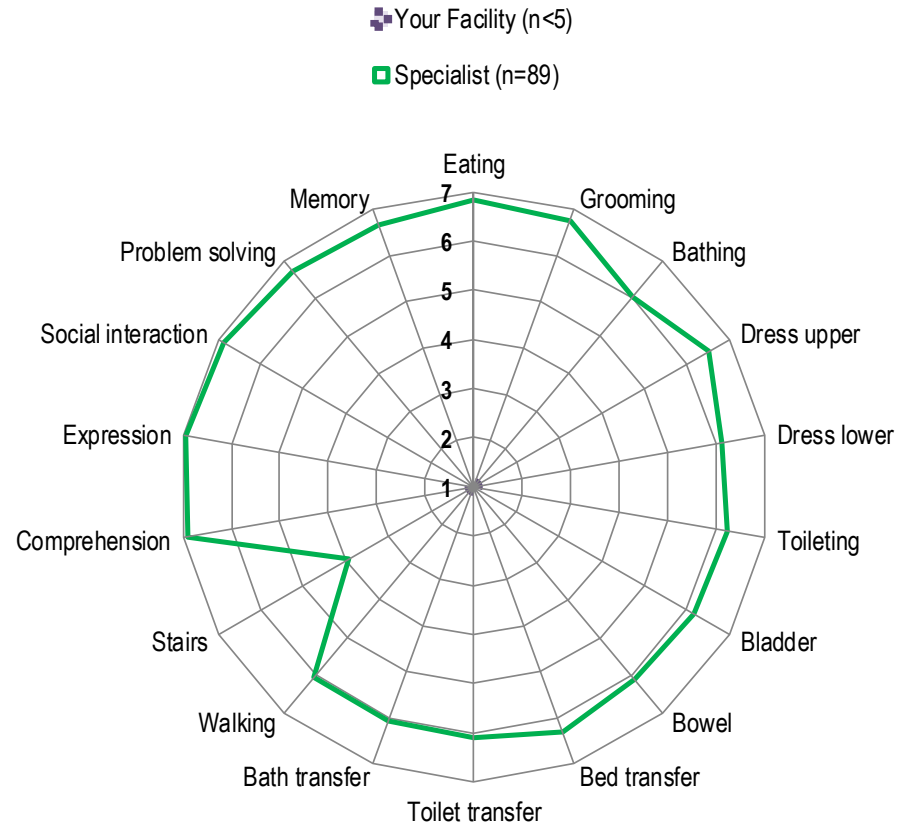 Your Facility (n<5)
Specialist (n=89)
Eating
Grooming
Bathing
Dress upper
Dress lower
Toileting
Bladder
Bowel
Bed transfer
Toilet transfer
Bath transfer
Walking
Stairs
Comprehension
Expression
Social interaction
Problem solving
Memory
7
6
5
4
3
2
1